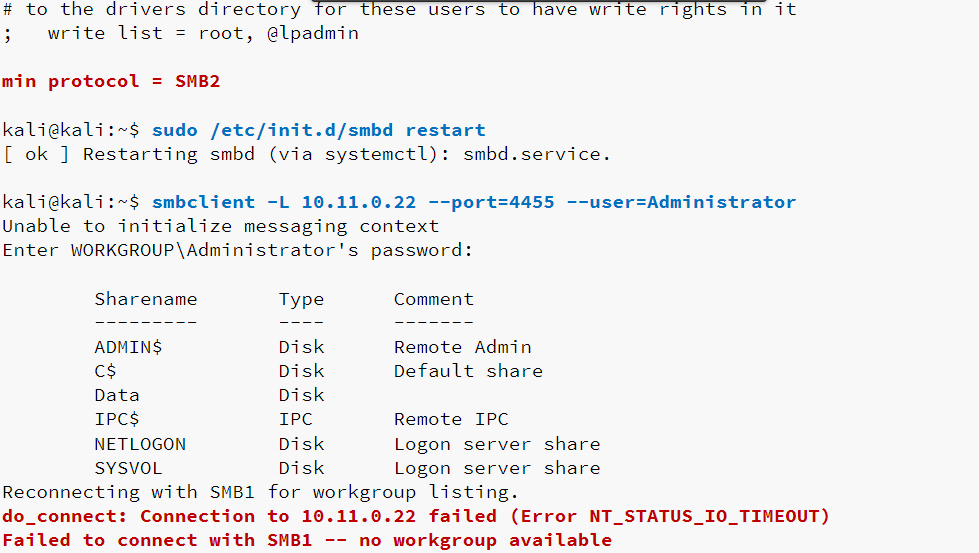 # to the drivers directory for these users to have write rights in it
;   write list = root, @lpadmin
min protocol = SMB2
kali@kali:~$ sudo /etc/init.d/smbd restart
[ ok ] Restarting smbd (via systemctl): smbd.service.
kali@kali:~$ smbclient -L 10.11.0.22 --port=4455 --user=Administrator
Unable to initialize messaging context
Enter WORKGROUP\Administrator's password:
Sharename       Type      Comment
---------       ----      -------
ADMIN$          Disk      Remote Admin
C$              Disk      Default share
Data            Disk
IPC$            IPC       Remote IPC
NETLOGON        Disk      Logon server share
SYSVOL          Disk      Logon server share
Reconnecting with SMB1 for workgroup listing.
do_connect: Connection to 10.11.0.22 failed (Error NT_STATUS_IO_TIMEOUT)
Failed to connect with SMB1 -- no workgroup available